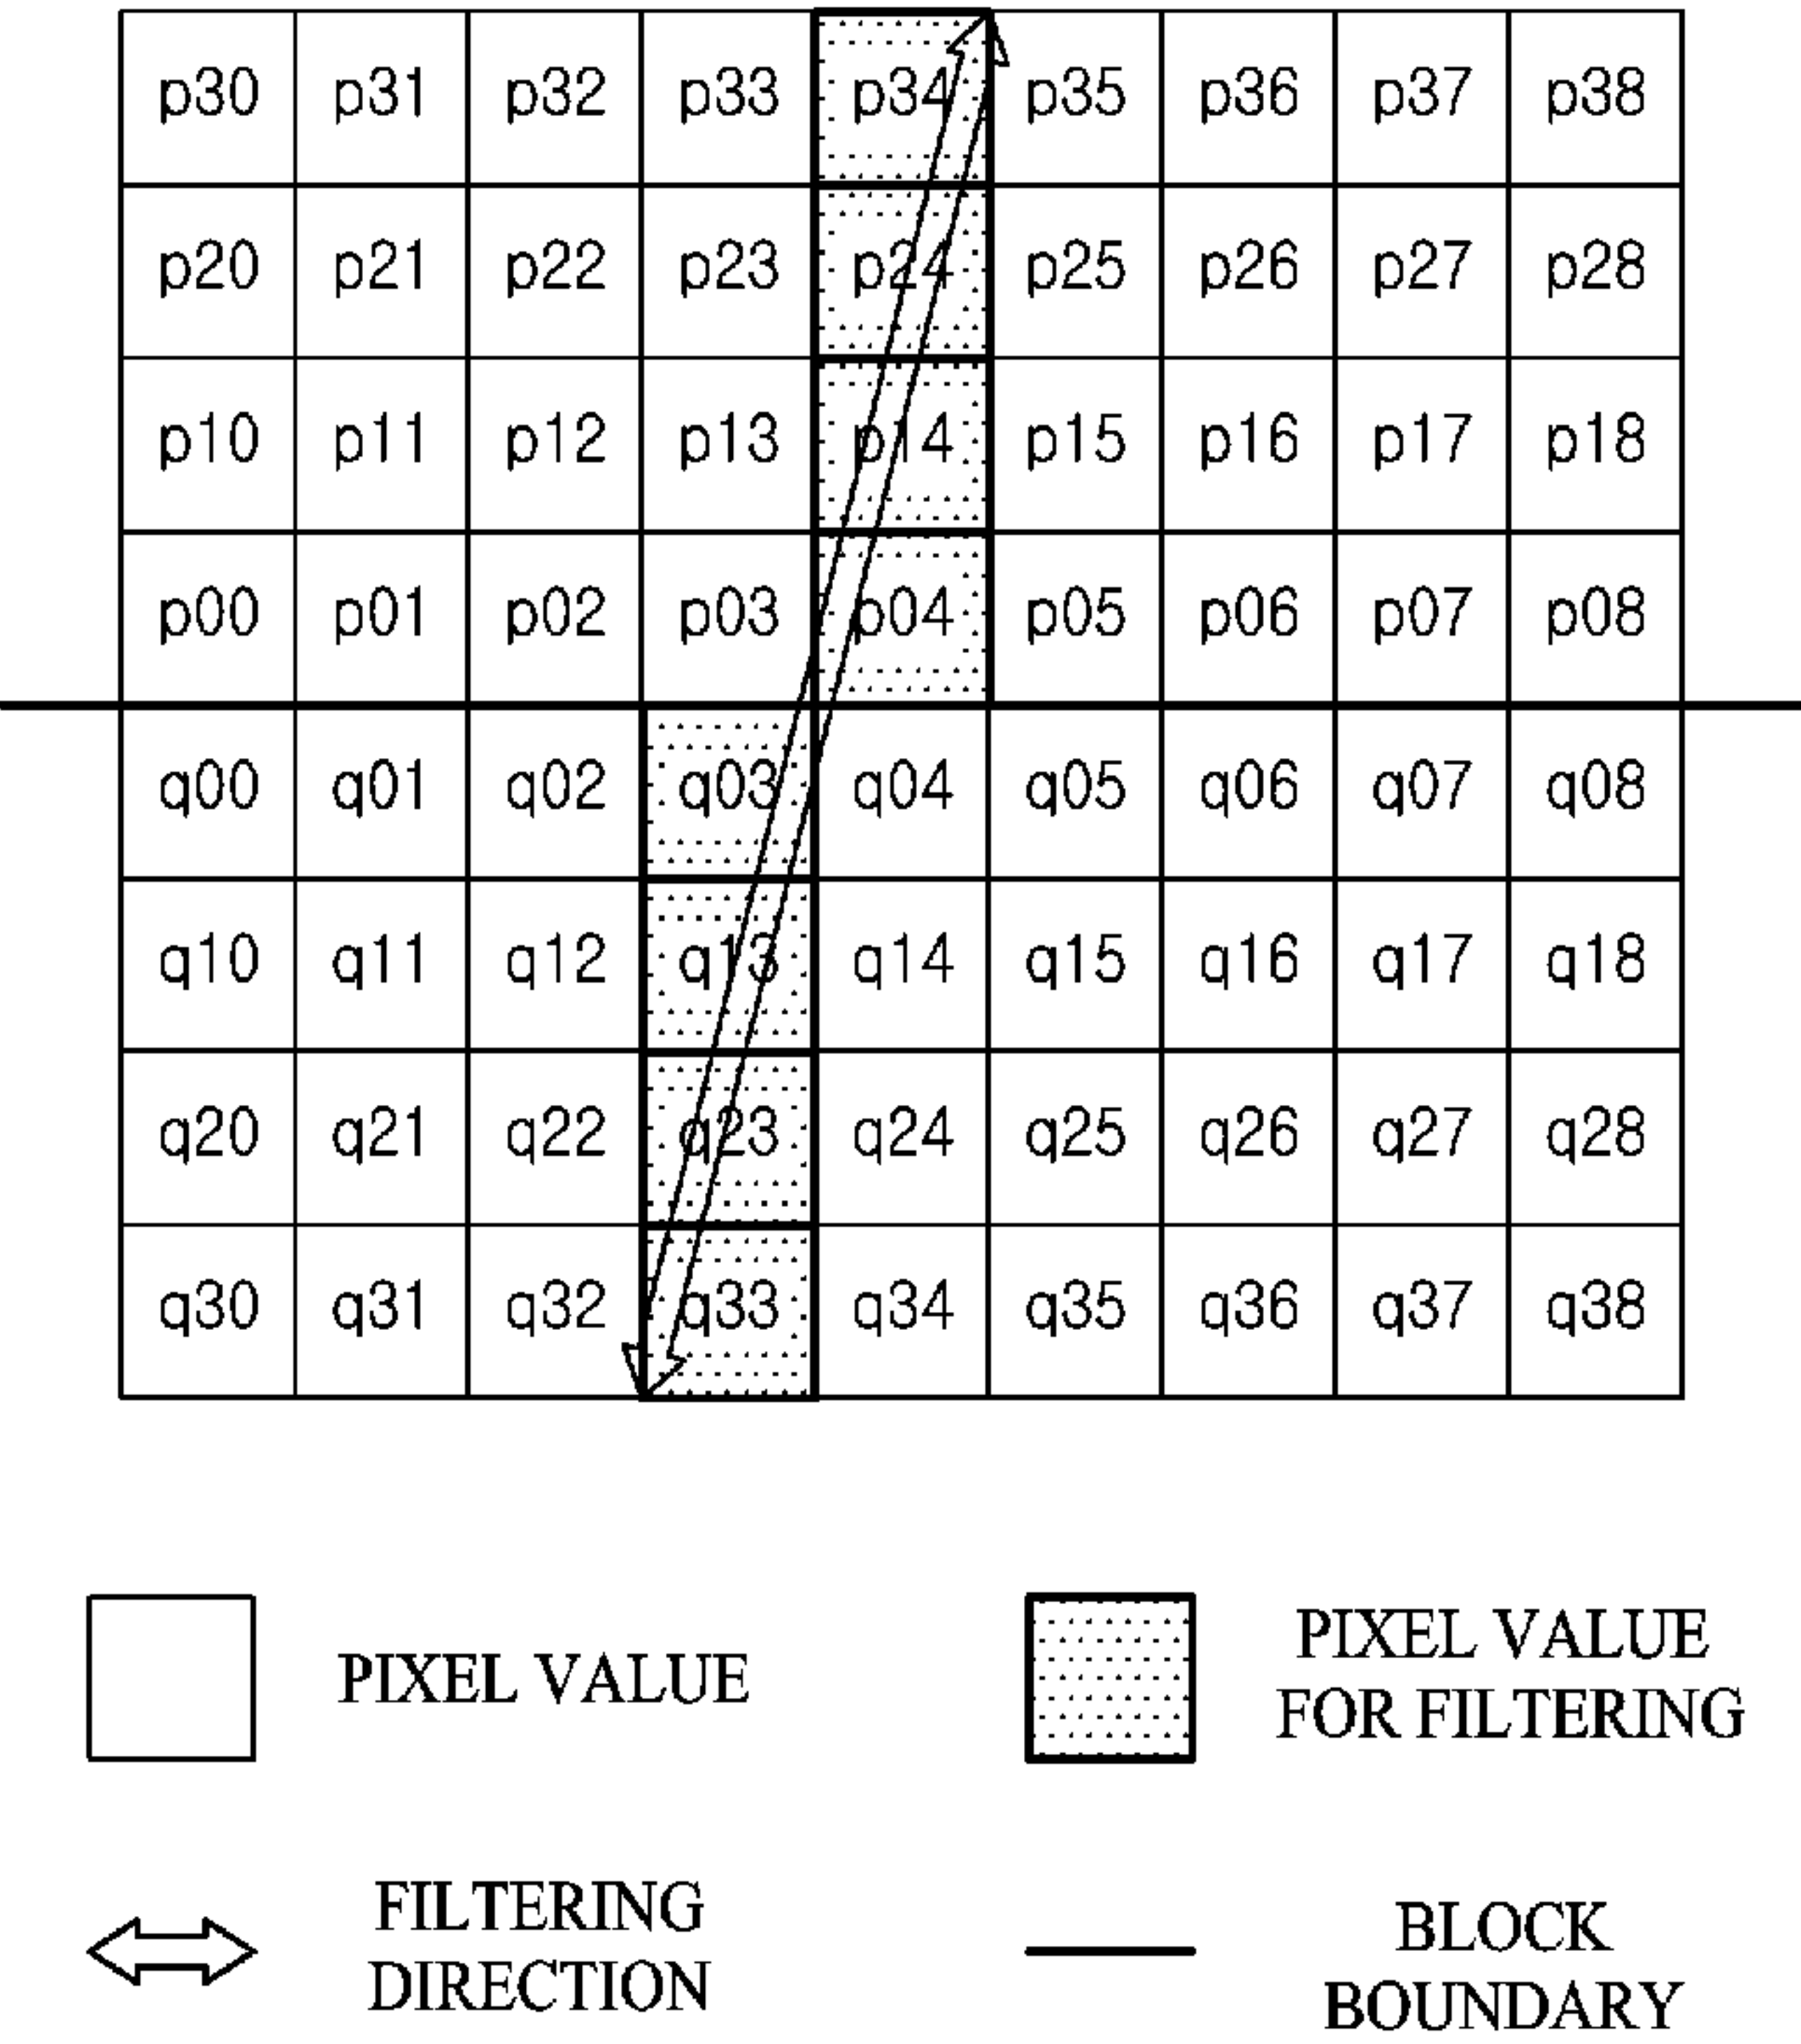 p30 p31 p32 p33 p34 p35 p36 p37 p38
p20 p21 p22 p23 p24 p25 p26 p27 p28
p10 p11 p12 p13 p14 p15 p16 p17 p18
p00 p01 p02 p03 p04 p05 p06 p07 p08
q00 q01 q02 q03 q04 q05 q06 q07 q08
q10 q11 q12 q13 q14 q15 q16 q17 q18
q20 q21 q22 q23 q24 q25 q26 q27 q28
q30 q31 q32 q33 q34 q35 q36 q37 q38
PIXEL VALUE
PIXEL VALUE
FOR FILTERING
FILTERING
DIRECTION
BLOCK
BOUNDARY